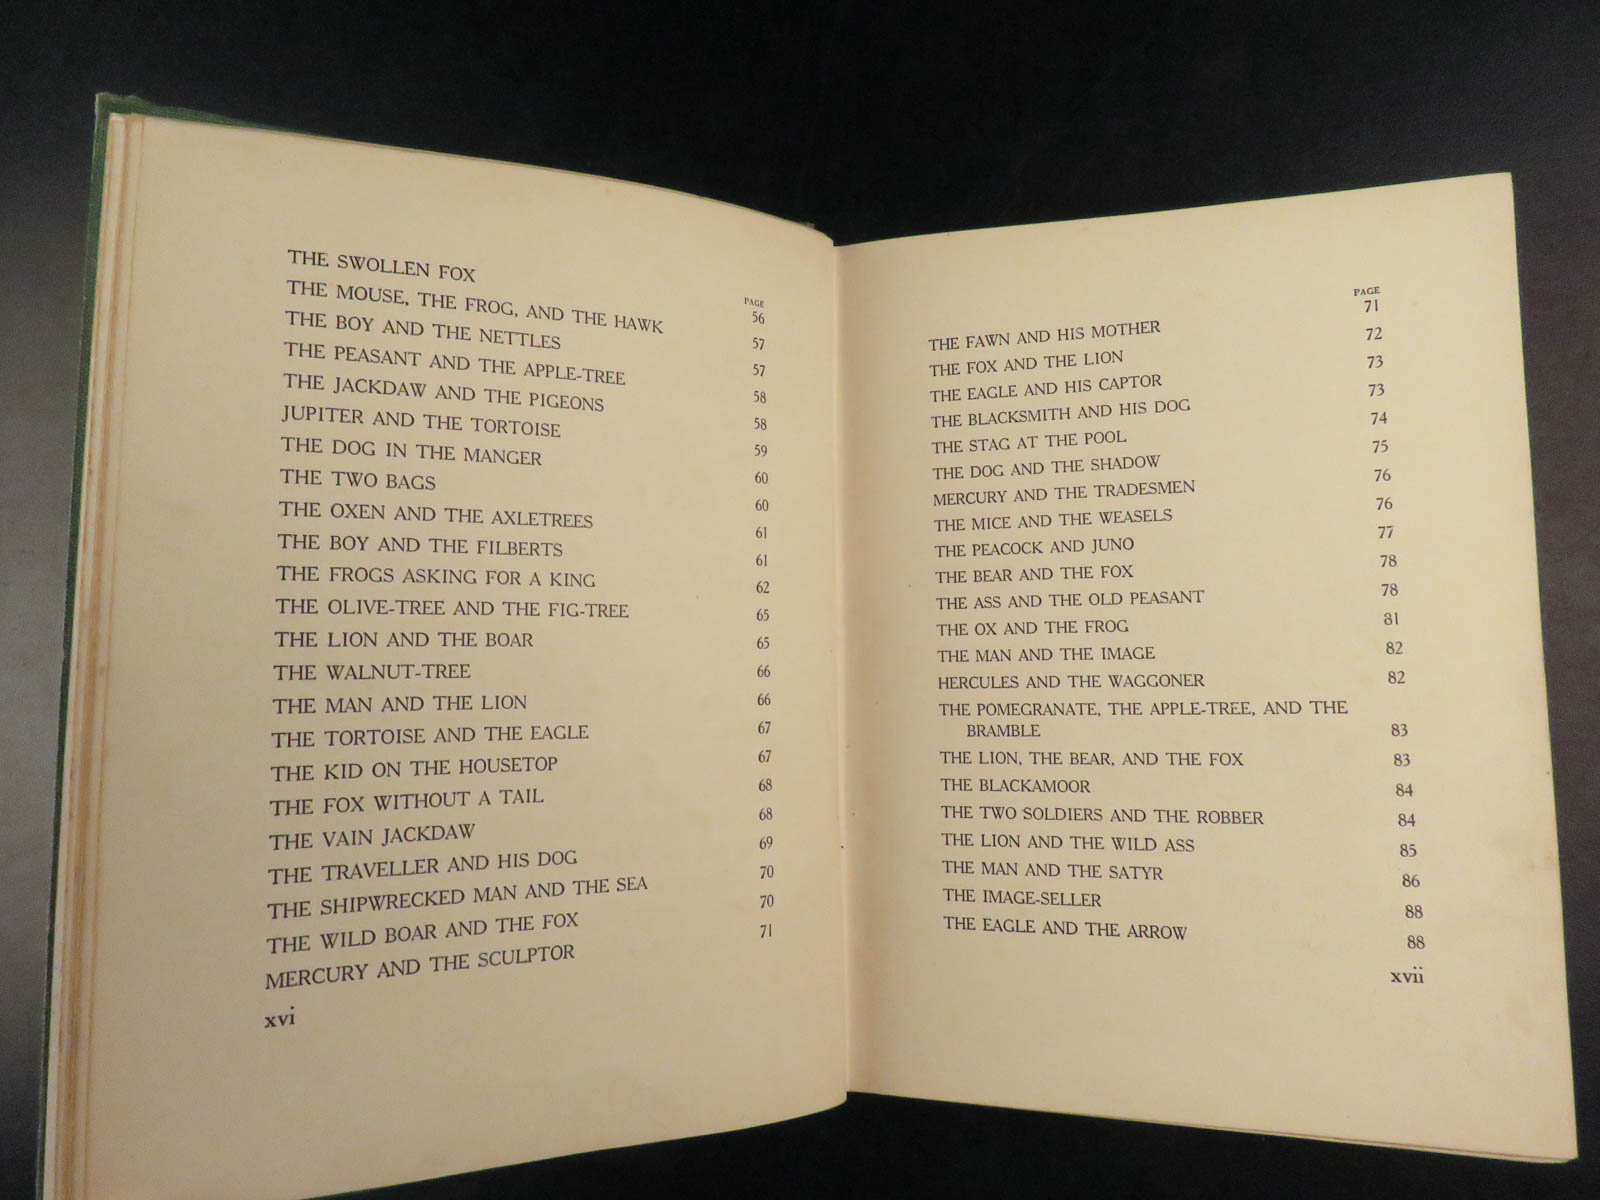 PAGE
THE SWOLLEN FOX 56
THE MOUSE, THE FROG, AND THE HAWK 57
THE BOY AND THE NETTLES 57
THE PEASANT AND THE APPLE-TREE 58
THE JACKDAW AND THE PIGEONS 58
JUPITER AND THE TORTOISE 59
THE DOG IN THE MANGER 60
THE TWO BAGS 60
THE OXEN AND THE AXLETREES 61
THE BOY AND THE FILBERTS 61
THE FROGS ASKING FOR A KING 62
THE OLIVE-TREE AND THE FIG-TREE 65
THE LION AND THE BOAR 65
THE WALNUT-TREE 66
THE MAN AND THE LION 66
THE TORTOISE AND THE EAGLE 67
THE KID ON THE HOUSETOP 67
THE FOX WITHOUT A TAIL 68
THE VAIN JACKDAW 68
THE TRAVELLER AND HIS DOG 69
THE SHIPWRECKED MAN AND THE SEA 70
THE WILD BOAR AND THE FOX 70
MERCURY AND THE SCULPTOR 71
xvi
PAGE
THE FAWN AND HIS MOTHER 71
THE FOX AND THE LION 72
THE EAGLE AND HIS CAPTOR 73
THE BLACKSMITH AND HIS DOG 73
THE STAG AT THE POOL 74
THE DOG AND THE SHADOW 75
MERCURY AND THE TRADESMEN 76
THE MICE AND THE WEASELS 76
THE PEACOCK AND JUNO 77
THE BEAR AND THE FOX 78
THE ASS AND THE OLD PEASANT 78
THE OX AND THE FROG 81
THE MAN AND THE IMAGE 82
HERCULES AND THE WAGGONER 82
THE POMEGRANATE, THE APPLE-TREE, AND THE
BRAMBLE 83
THE LION, THE BEAR, AND THE FOX 83
THE BLACKAMOOR 84
THE TWO SOLDIERS AND THE ROBBER 84
THE LION AND THE WILD ASS 85
THE MAN AND THE SATYR 86
THE IMAGE-SELLER 88
THE EAGLE AND THE ARROW 88
xvii